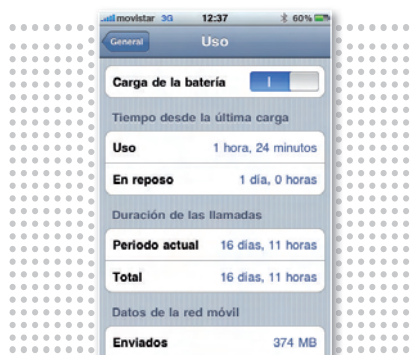 movistar 3G 12:37 60%
General Uso
Carga de la batería
Tiempo desde la última carga
Uso 1 hora, 24 minutos
En reposo 1 día, 0 horas
Duración de las llamadas
Periodo actual 16 días, 11 horas
Total 16 días, 11 horas
Datos de la red móvil
Enviados 374 MB